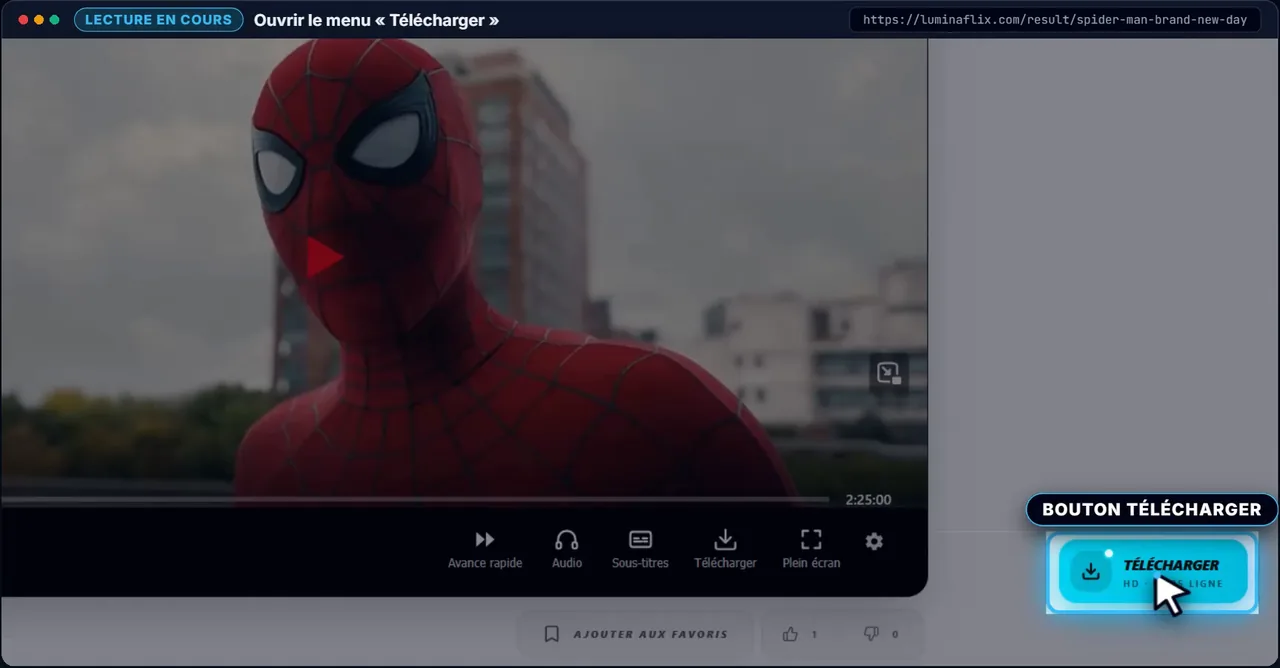 LECTURE EN COURS
Ouvrir le menu « Télécharger »
https://luminaflix.com/result/spider-man-brand-new-day
2:25:00
Avance rapide
Audio
Sous-titres
Télécharger
Plein écran
BOUTON TÉLÉCHARGER
TÉLÉCHARGER
HD
LIGNE
AJOUTER AUX FAVORIS
1
0